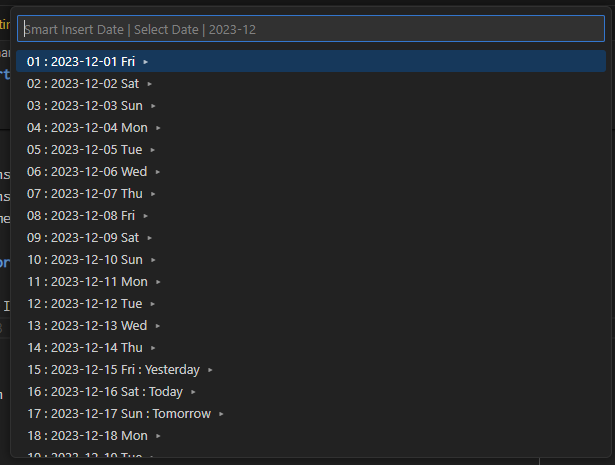 Smart Insert Date | Select Date | 2023-12
01 : 2023-12-01 Fri ▸
02 : 2023-12-02 Sat ▸
03 : 2023-12-03 Sun ▸
04 : 2023-12-04 Mon ▸
05 : 2023-12-05 Tue ▸
06 : 2023-12-06 Wed ▸
07 : 2023-12-07 Thu ▸
08 : 2023-12-08 Fri ▸
09 : 2023-12-09 Sat ▸
10 : 2023-12-10 Sun ▸
11 : 2023-12-11 Mon ▸
12 : 2023-12-12 Tue ▸
13 : 2023-12-13 Wed ▸
14 : 2023-12-14 Thu ▸
15 : 2023-12-15 Fri : Yesterday ▸
16 : 2023-12-16 Sat : Today ▸
17 : 2023-12-17 Sun : Tomorrow ▸
18 : 2023-12-18 Mon ▸
19 : 2023-12-19 Tue ▸